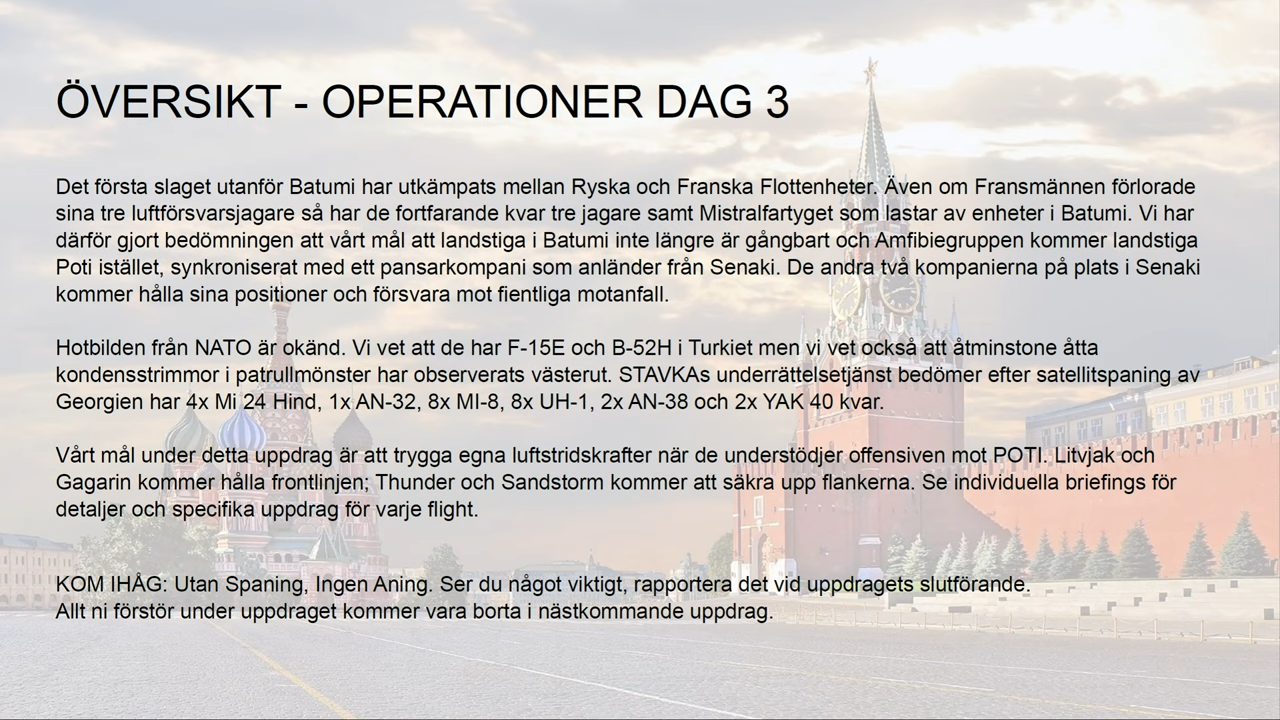 ÖVERSIKT - OPERATIONER DAG 3
Det första slaget utanför Batumi har utkämpats mellan Ryska och Franska Flottenheter. Även om Fransmännen förlorade
sina tre luftförsvarsjagare så har de fortfarande kvar tre jagare samt Mistralfartyget som lastar av enheter i Batumi. Vi har
därför gjort bedömningen att vårt mål att landstiga i Batumi inte längre är gångbart och Amfibiegruppen kommer landstiga
Poti istället, synkroniserat med ett pansarkompani som anländer från Senaki. De andra två kompanierna på plats i Senaki
kommer hålla sina positioner och försvara mot fientliga motanfall.
Hotbilden från NATO är okänd. Vi vet att de har F-15E och B-52H i Turkiet men vi vet också att åtminstone åtta
kondensstrimmor i patrullmönster har observerats västerut. STAVKAs underrättelsetjänst bedömer efter satellitspaning av
Georgien har 4x Mi 24 Hind, 1x AN-32, 8x MI-8, 8x UH-1, 2x AN-38 och 2x YAK 40 kvar.
Vårt mål under detta uppdrag är att trygga egna luftstridskrafter när de understödjer offensiven mot POTI. Litvjak och
Gagarin kommer hålla frontlinjen; Thunder och Sandstorm kommer att säkra upp flankerna. Se individuella briefings för
detaljer och specifika uppdrag för varje flight.
KOM IHÅG: Utan Spaning, Ingen Aning. Ser du något viktigt, rapportera det vid uppdragets slutförande.
Allt ni förstör under uppdraget kommer vara borta i nästkommande uppdrag.